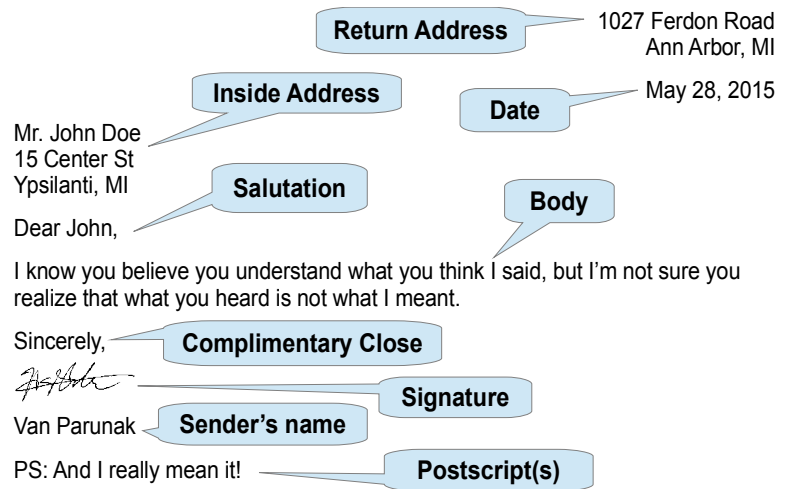 Return Address
1027 Ferdon Road
Ann Arbor, MI
Inside Address
Date
May 28, 2015
Mr. John Doe
15 Center St
Ypsilanti, MI
Salutation
Body
Dear John,
I know you believe you understand what you think I said, but I’m not sure you
realize that what you heard is not what I meant.
Sincerely,
Complimentary Close
Signature
Van Parunak
Sender’s name
PS: And I really mean it!
Postscript(s)